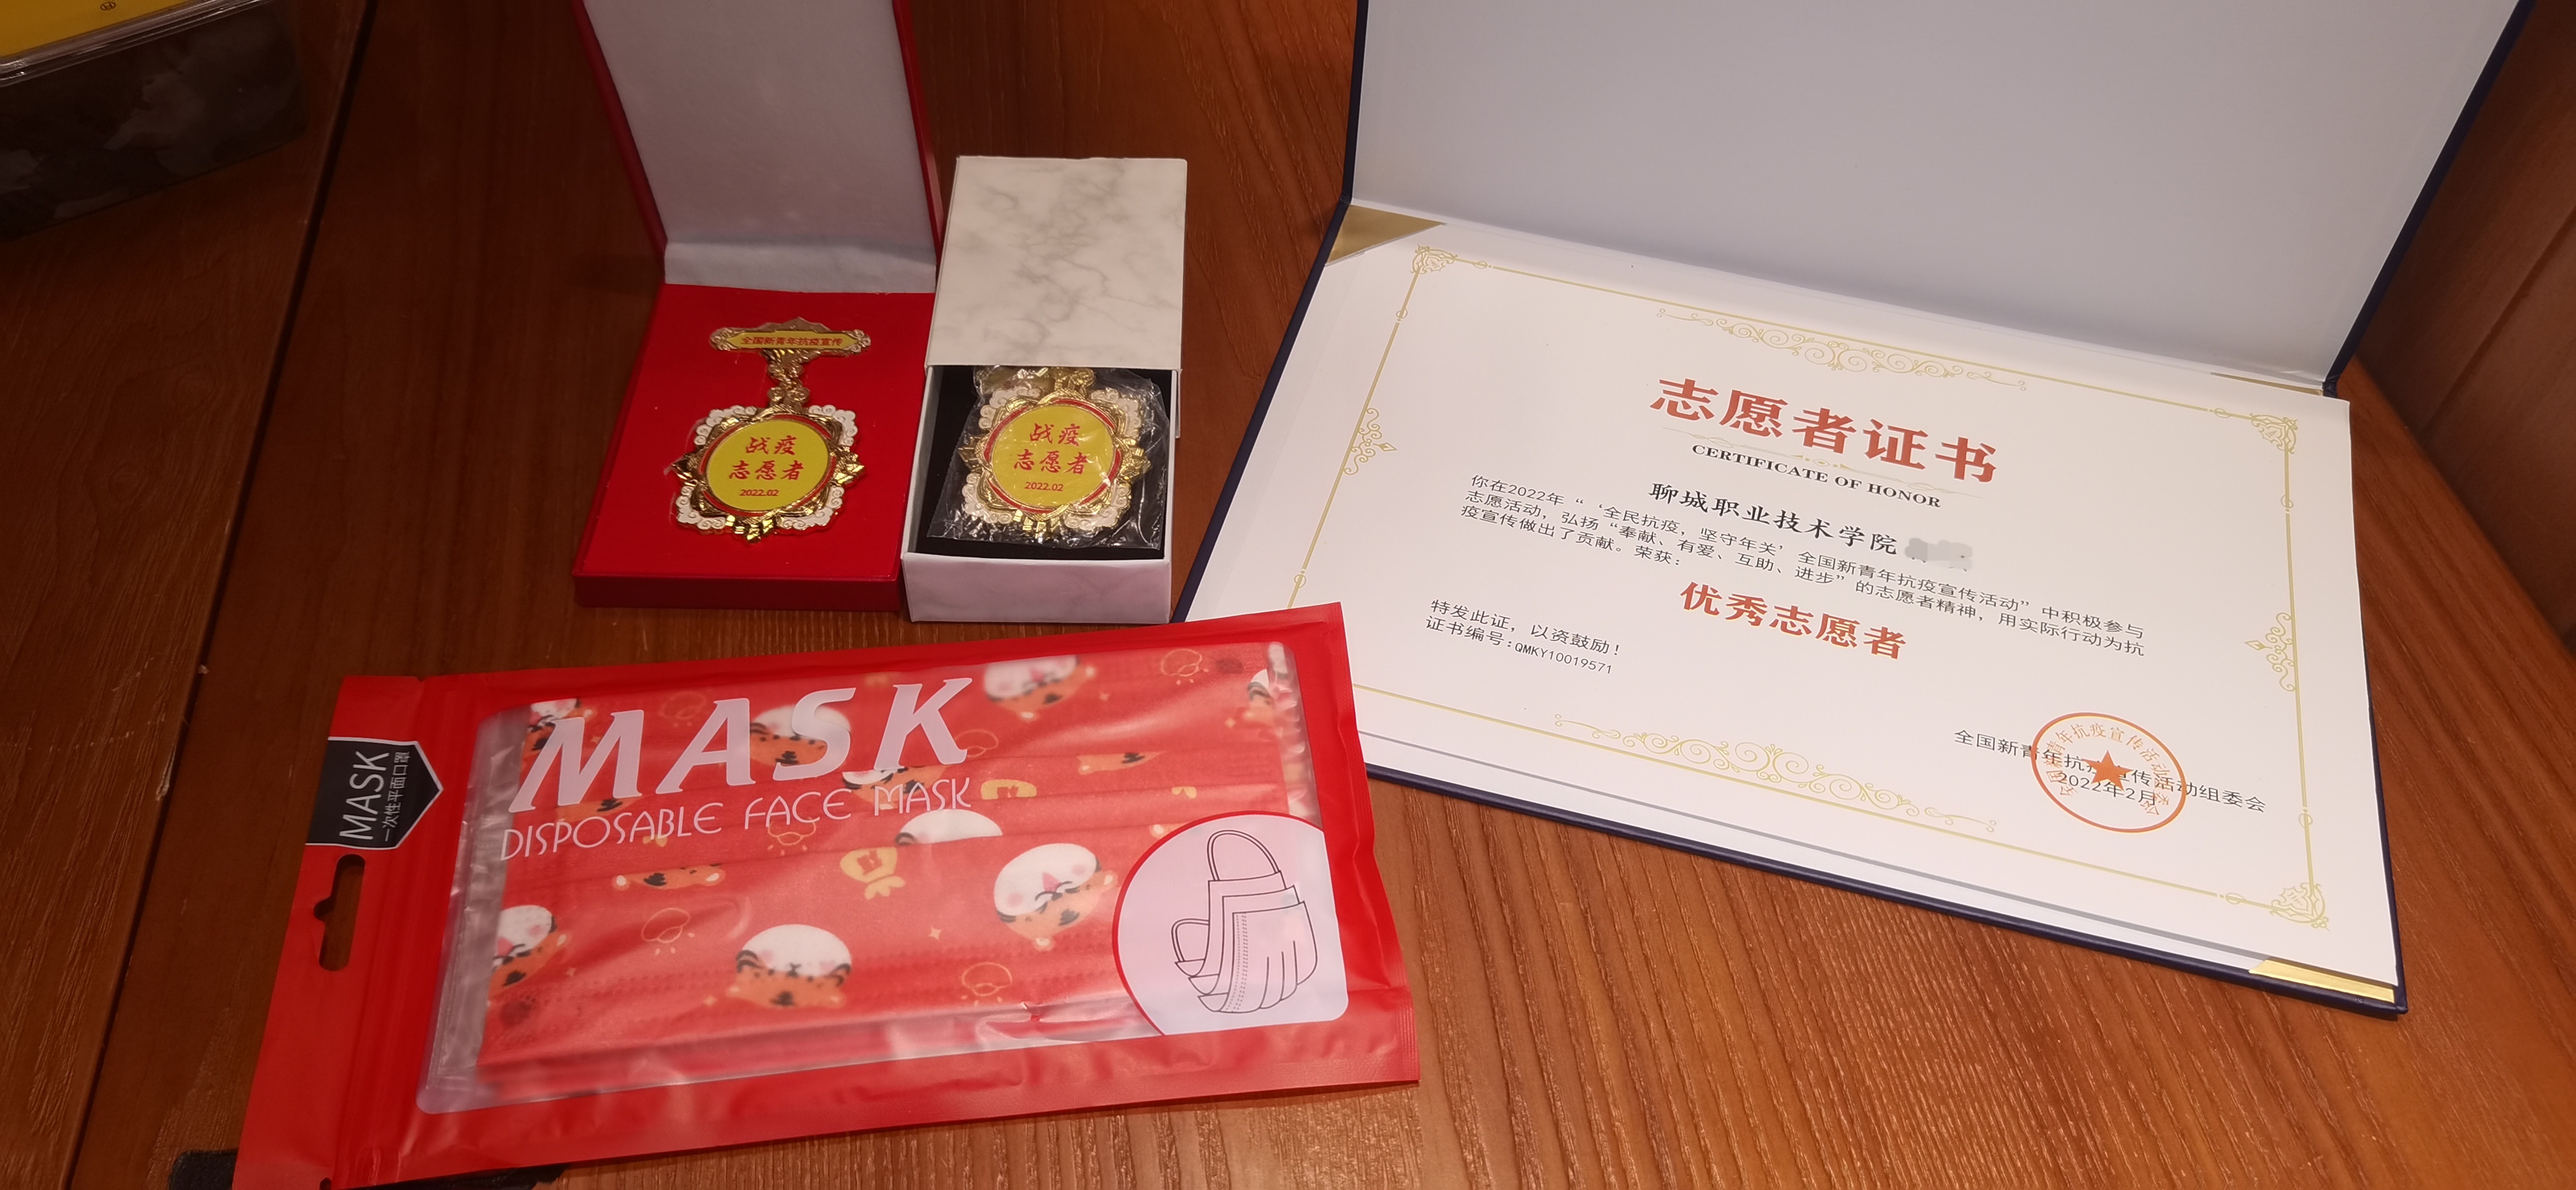 全国新青年抗疫宣传
战疫
志愿者
2022.02
战疫
志愿者
2022.02
志愿者证书
CERTIFICATE OF HONOR
聊城职业技术学院
你在2022年“‘全民抗疫，坚守年关’全国新青年抗疫宣传活动”中积极参与
志愿活动，弘扬“奉献、有爱、互助、进步”的志愿者精神，用实际行动为抗
疫宣传做出了贡献。荣获：
优秀志愿者
特发此证，以资鼓励！
证书编号：QMKY10019571
全国新青年抗疫宣传活动组委会
2022年2月
MASK
一次性平面口罩
MASK
DISPOSABLE FACE MASK